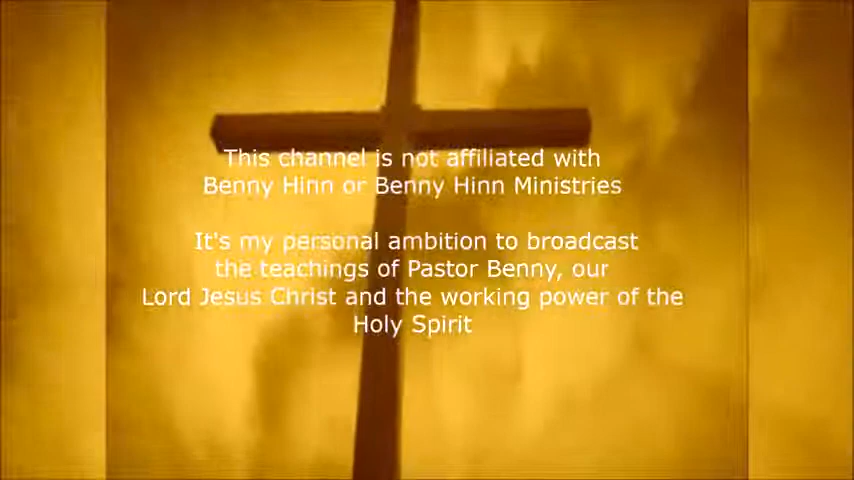 This channel is not affiliated with
Benny Hinn or Benny Hinn Ministries
It's my personal ambition to broadcast
the teachings of Pastor Benny, our
Lord Jesus Christ and the working power of the
Holy Spirit